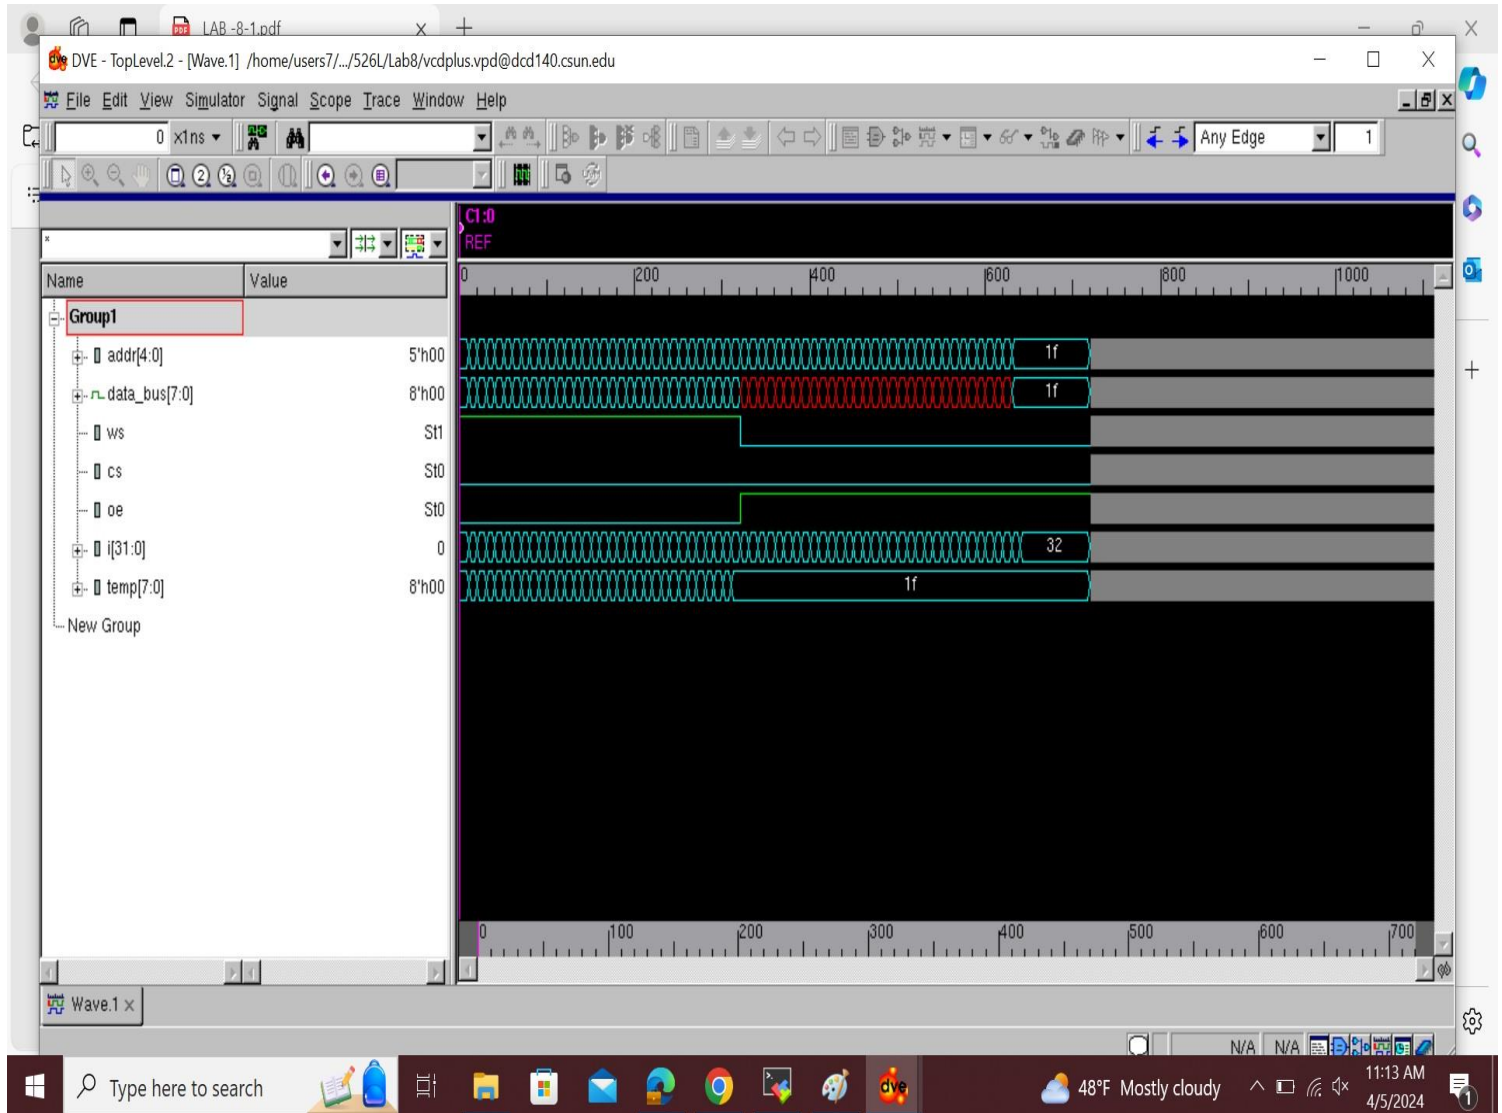 LAB -8-1.pdf
DVE - TopLevel.2 - [Wave.1] /home/users7/.../526L/Lab8/vcdplus.vpd@dcd140.csun.edu
File Edit View Simulator Signal Scope Trace Window Help
0 x1ns Any Edge 1
C1:0
REF
*
Name Value
0 200 400 600 800 1000
Group1
addr[4:0] 5'h00 1f
data_bus[7:0] 8'h00 1f
ws St1
cs St0
oe St0
i[31:0] 0 32
temp[7:0] 8'h00 1f
New Group
0 100 200 300 400 500 600 700
Wave.1
N/A N/A
Type here to search
dve
48°F Mostly cloudy
11:13 AM
4/5/2024
1